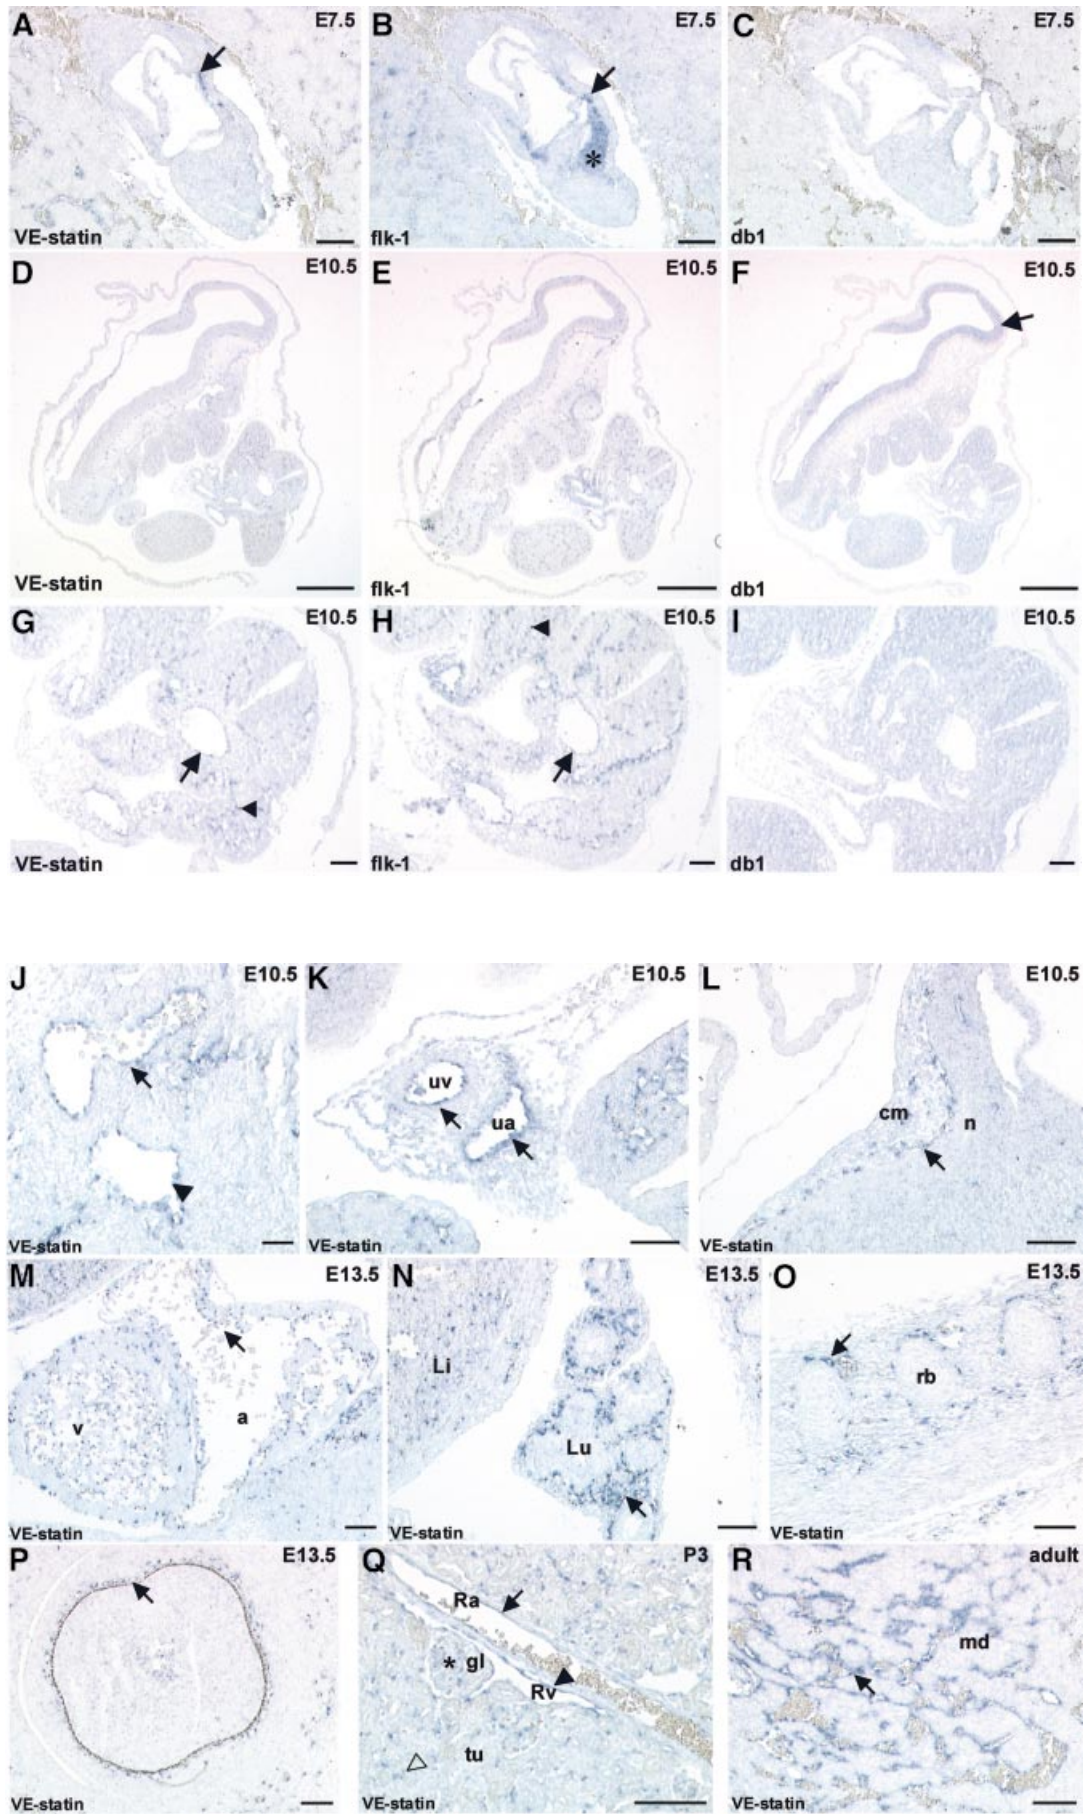 A E7.5
VE-statin
B E7.5
flk-1
*
C E7.5
db1
D E10.5
VE-statin
E E10.5
flk-1
F E10.5
db1
G E10.5
VE-statin
H E10.5
flk-1
I E10.5
db1
J E10.5
VE-statin
K E10.5
uv
ua
VE-statin
L E10.5
cm n
VE-statin
M E13.5
v a
VE-statin
N E13.5
Li
Lu
VE-statin
O E13.5
rb
VE-statin
P E13.5
VE-statin
Q P3
Ra
* gl
Rv
tu
VE-statin
R adult
md
VE-statin